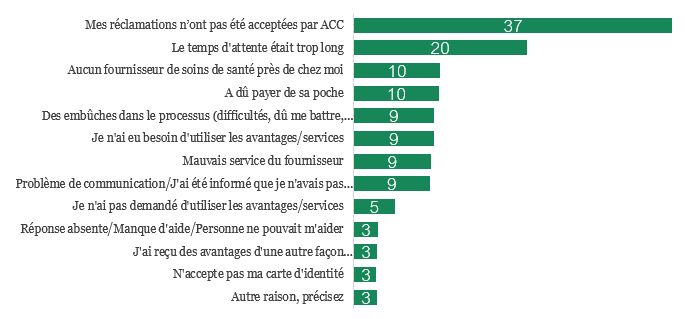 Mes réclamations n’ont pas été acceptées par ACC 37
Le temps d'attente était trop long 20
Aucun fournisseur de soins de santé près de chez moi 10
A dû payer de sa poche 10
Des embûches dans le processus (difficultés, dû me battre,... 9
Je n'ai eu besoin d'utiliser les avantages/services 9
Mauvais service du fournisseur 9
Problème de communication/J'ai été informé que je n'avais pas... 9
Je n'ai pas demandé d'utiliser les avantages/services 5
Réponse absente/Manque d'aide/Personne ne pouvait m'aider 3
J'ai reçu des avantages d'une autre façon... 3
N'accepte pas ma carte d'identité 3
Autre raison, précisez 3